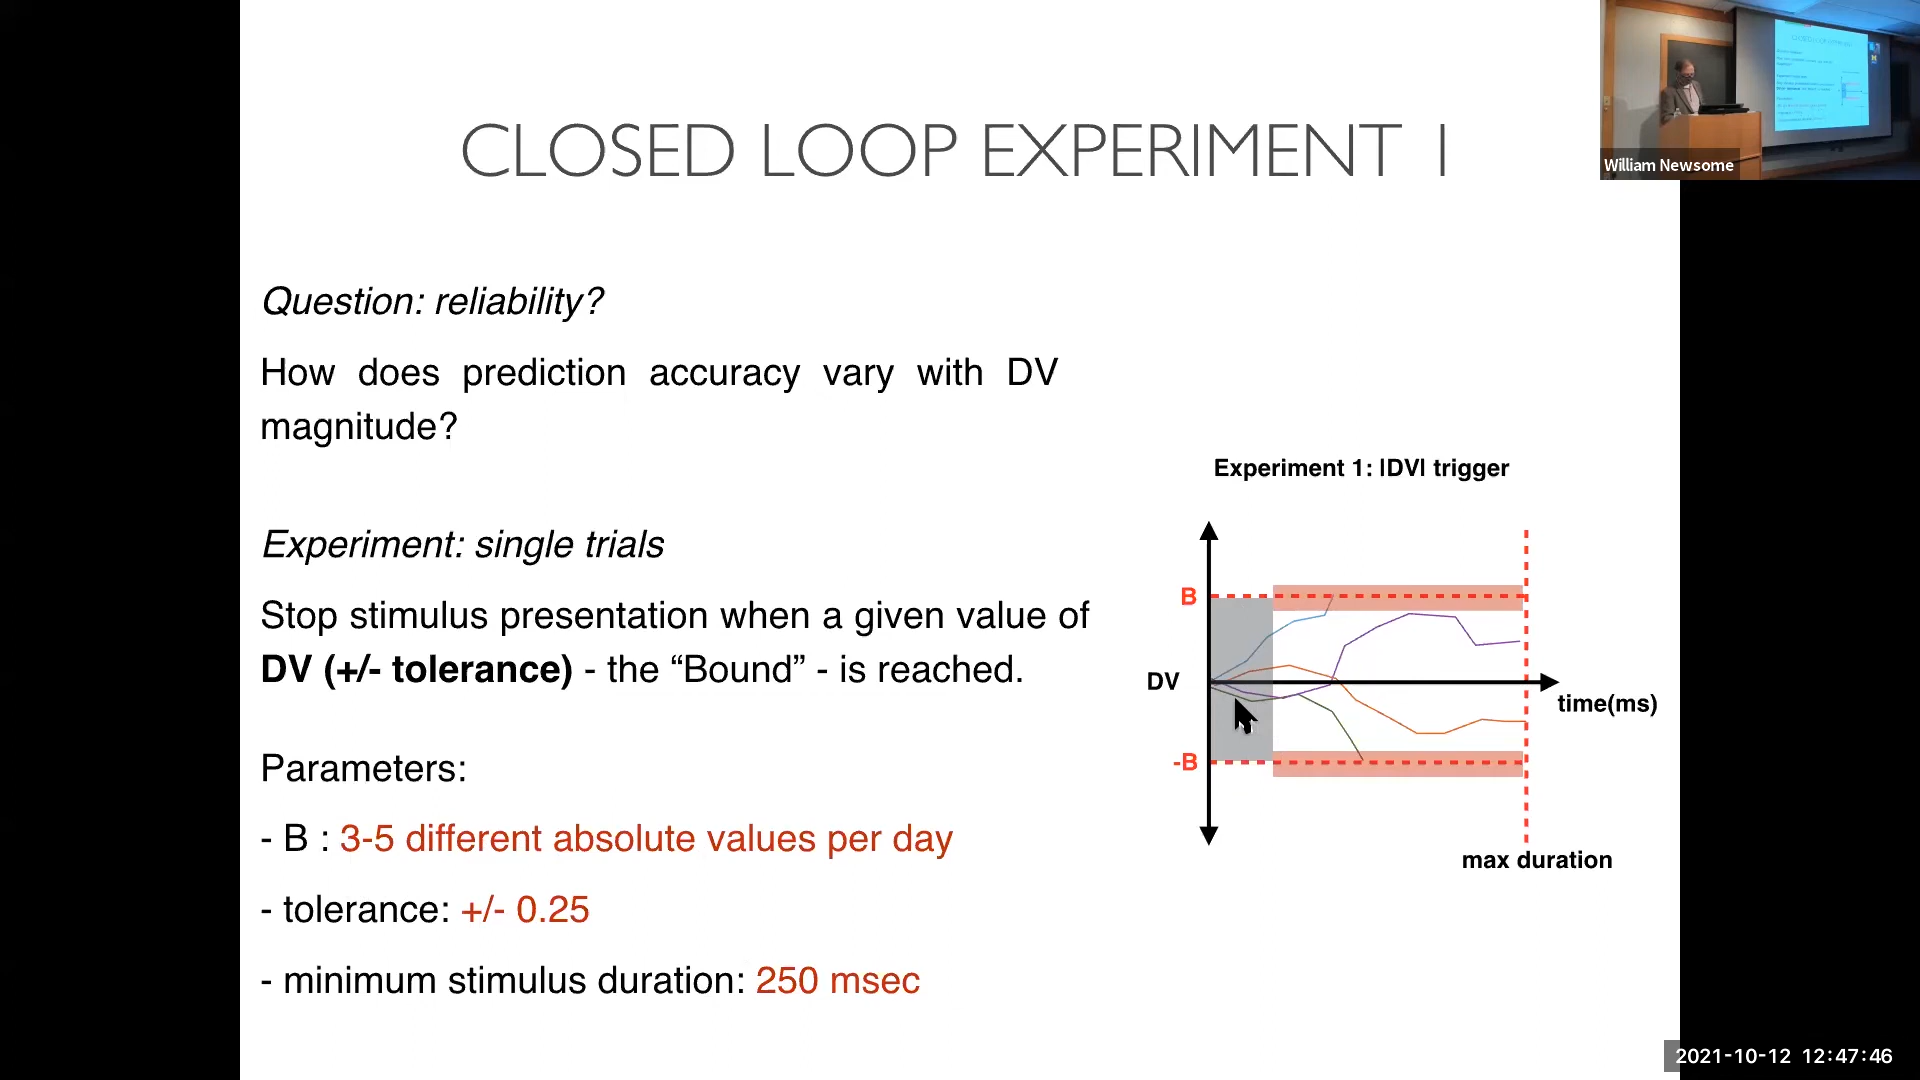 CLOSED LOOP EXPERIMENT 1
William Newsome
Question: reliability?
How does prediction accuracy vary with DV
magnitude?
Experiment: single trials
Stop stimulus presentation when a given value of
DV (+/- tolerance) - the “Bound” - is reached.
Parameters:
- B : 3-5 different absolute values per day
- tolerance: +/- 0.25
- minimum stimulus duration: 250 msec
Experiment 1: |DV| trigger
B
DV
time(ms)
-B
max duration
2021-10-12 12:47:46